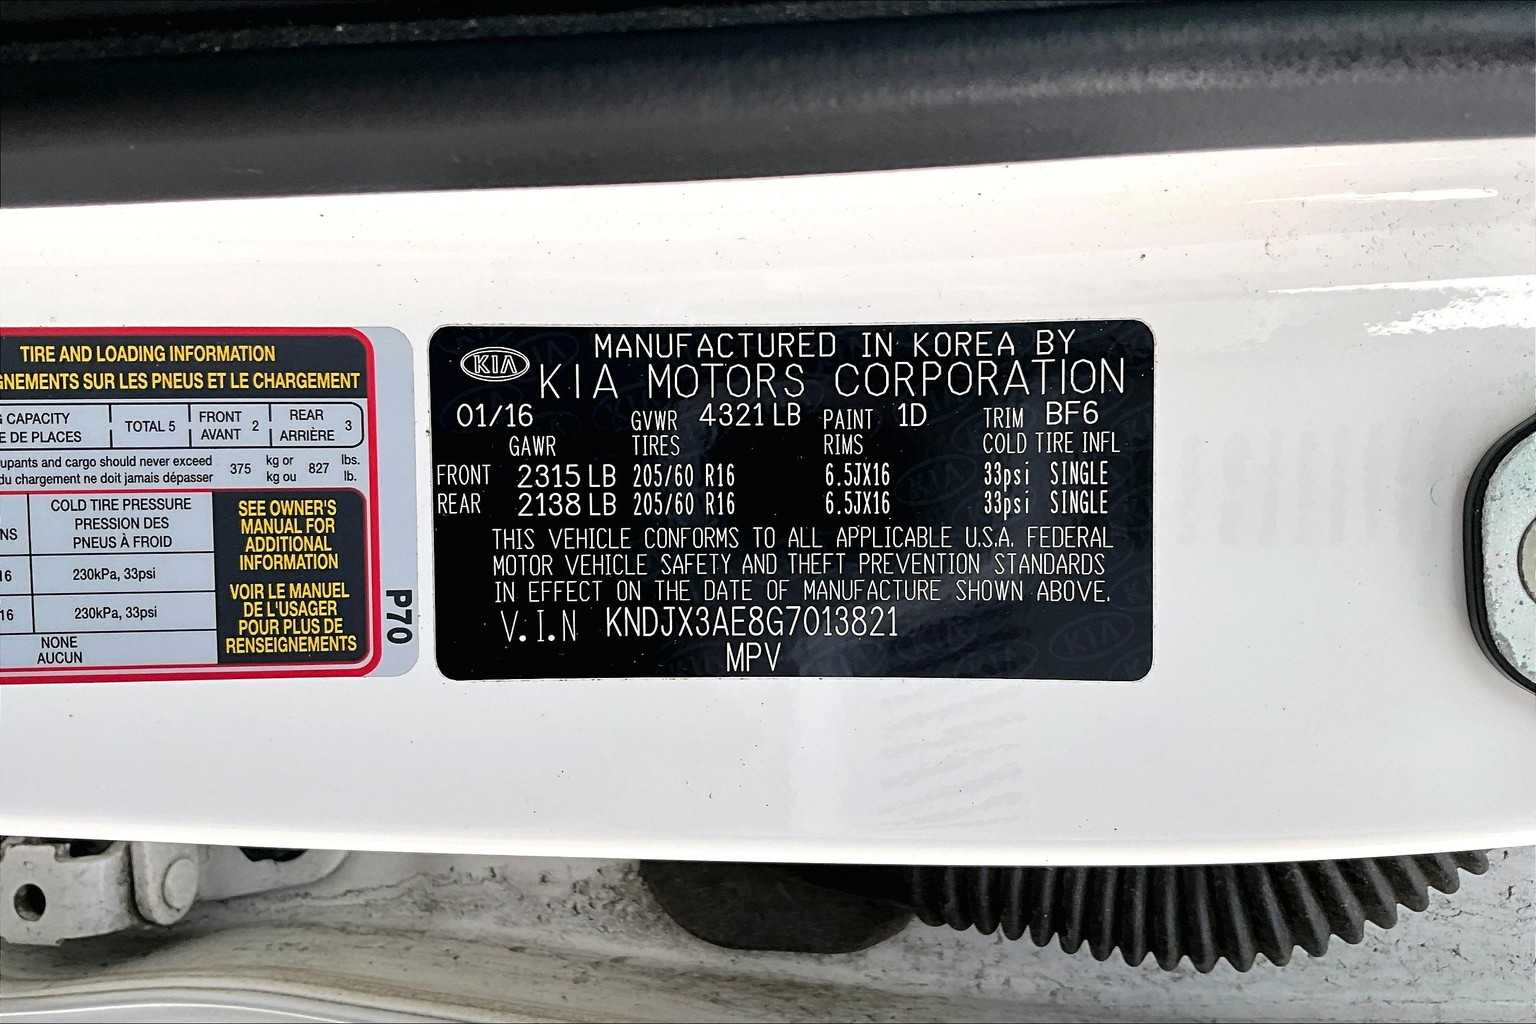 TIRE AND LOADING INFORMATION
GNEMENTS SUR LES PNEUS ET LE CHARGEMENT
G CAPACITY
E DE PLACES
TOTAL 5
FRONT
AVANT 2
REAR
ARRIÈRE 3
upants and cargo should never exceed
du chargement ne doit jamais dépasser
375
kg or
kg ou
827
lbs.
lb.
NS
COLD TIRE PRESSURE
PRESSION DES
PNEUS À FROID
16
230kPa, 33psi
16
230kPa, 33psi
NONE
AUCUN
SEE OWNER'S
MANUAL FOR
ADDITIONAL
INFORMATION
VOIR LE MANUEL
DE L'USAGER
POUR PLUS DE
RENSEIGNEMENTS
P70
KIA
MANUFACTURED IN KOREA BY
KIA MOTORS CORPORATION
01/16 GVWR 4321 LB PAINT 1D TRIM BF6
GAWR TIRES RIMS COLD TIRE INFL
FRONT 2315 LB 205/60 R16 6.5JX16 33psi SINGLE
REAR 2138 LB 205/60 R16 6.5JX16 33psi SINGLE
THIS VEHICLE CONFORMS TO ALL APPLICABLE U.S.A. FEDERAL
MOTOR VEHICLE SAFETY AND THEFT PREVENTION STANDARDS
IN EFFECT ON THE DATE OF MANUFACTURE SHOWN ABOVE.
V.I.N KNDJX3AE8G7013821
MPV